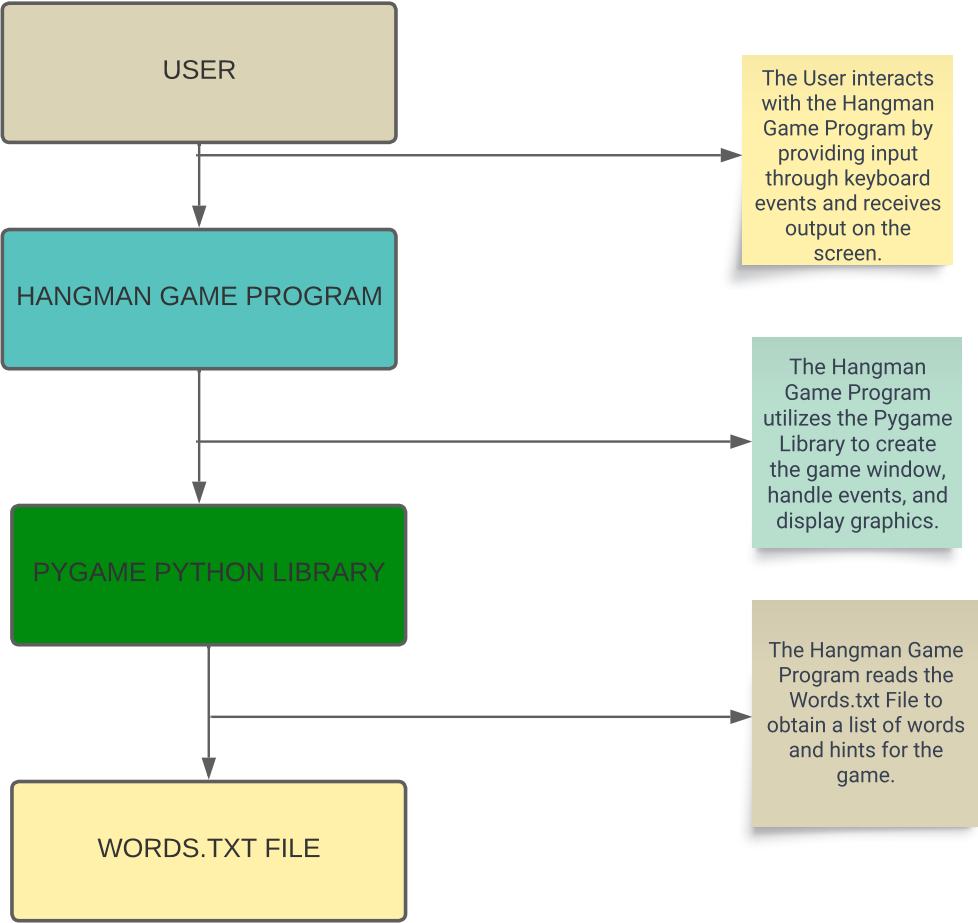 USER
The User interacts
with the Hangman
Game Program by
providing input
through keyboard
events and receives
output on the
screen.
HANGMAN GAME PROGRAM
The Hangman
Game Program
utilizes the Pygame
Library to create
the game window,
handle events, and
display graphics.
PYGAME PYTHON LIBRARY
The Hangman Game
Program reads the
Words.txt File to
obtain a list of words
and hints for the
game.
WORDS.TXT FILE